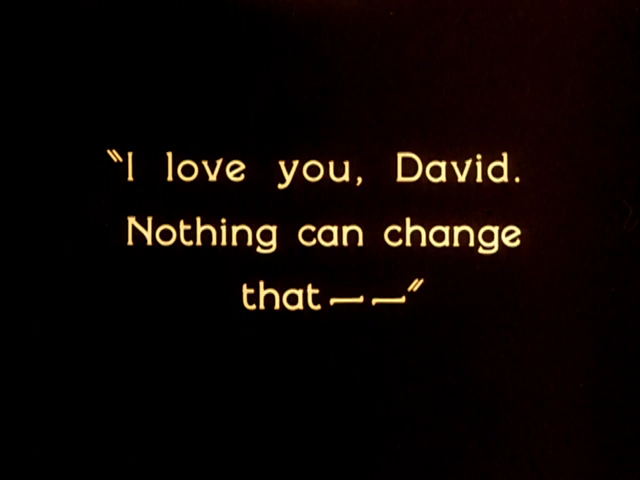 "I love you, David.
Nothing can change
that — —"